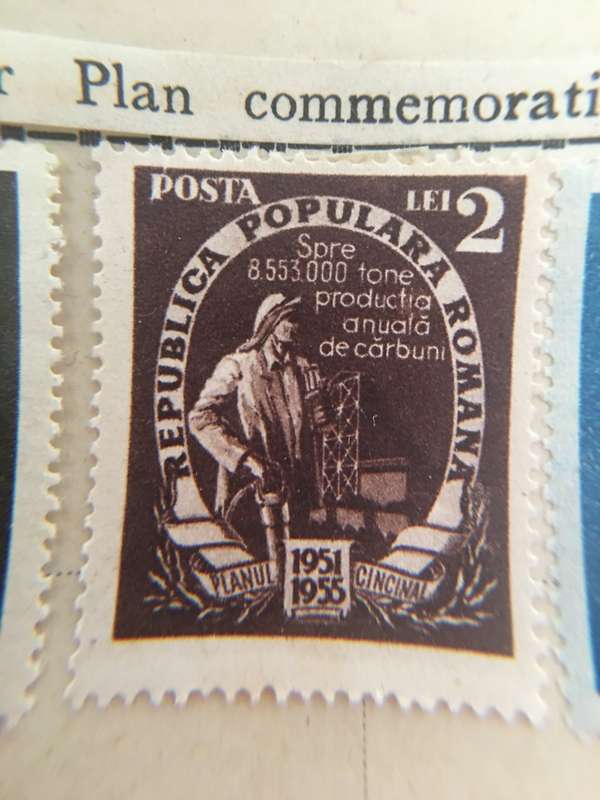 Plan commemorati
POSTA LEI 2
REPUBLICA POPULARA ROMANA
Spre
8.553.000 tone
producția
anuală
de cărbuni
PLANUL 1951 CINCINAL
1955